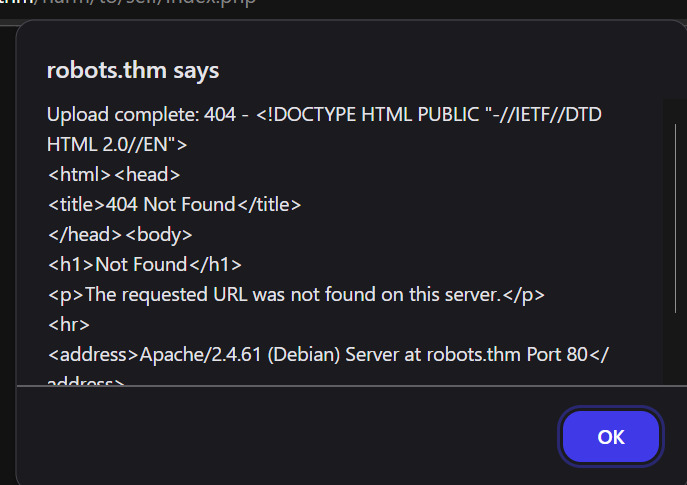 /harm/to/self/index.php
robots.thm says
Upload complete: 404 - <!DOCTYPE HTML PUBLIC "-//IETF//DTD
HTML 2.0//EN">
<html><head>
<title>404 Not Found</title>
</head><body>
<h1>Not Found</h1>
<p>The requested URL was not found on this server.</p>
<hr>
<address>Apache/2.4.61 (Debian) Server at robots.thm Port 80</
address>
OK